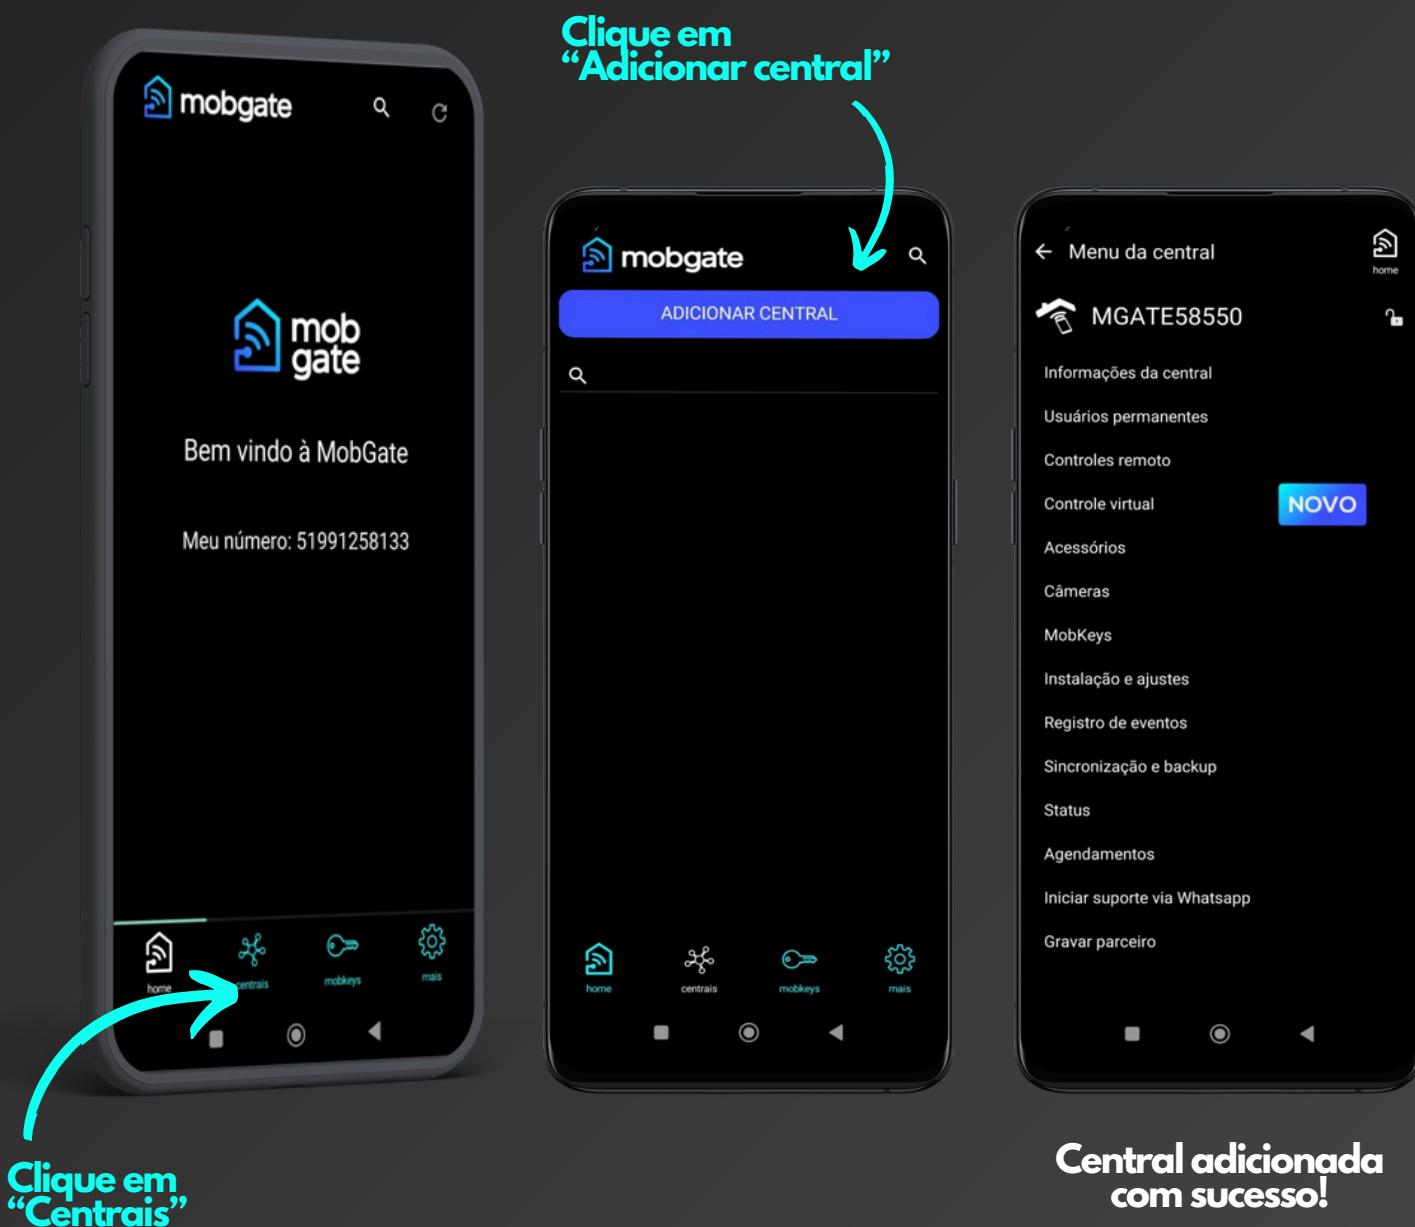 mobgate
mob
gate
Bem vindo à MobGate
Meu número: 51991258133
home
centrais
mobkeys
mais
Clique em
“Centrais”
Clique em
“Adicionar central”
mobgate
ADICIONAR CENTRAL
home
centrais
mobkeys
mais
Menu da central
home
MGATE58550
Informações da central
Usuários permanentes
Controles remoto
Controle virtual
NOVO
Acessórios
Câmeras
MobKeys
Instalação e ajustes
Registro de eventos
Sincronização e backup
Status
Agendamentos
Iniciar suporte via Whatsapp
Gravar parceiro
Central adicionada
com sucesso!